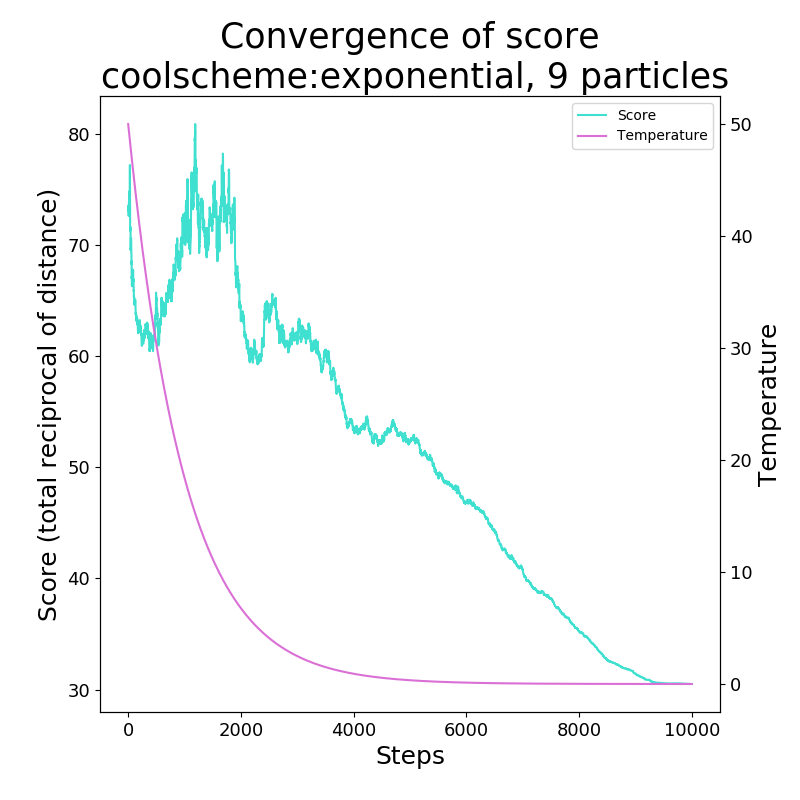 Convergence of score
coolscheme:exponential, 9 particles
Score
Temperature
Score (total reciprocal of distance)
80
70
60
50
40
30
50
40
30
20
10
0
Temperature
0
2000
4000
6000
8000
10000
Steps